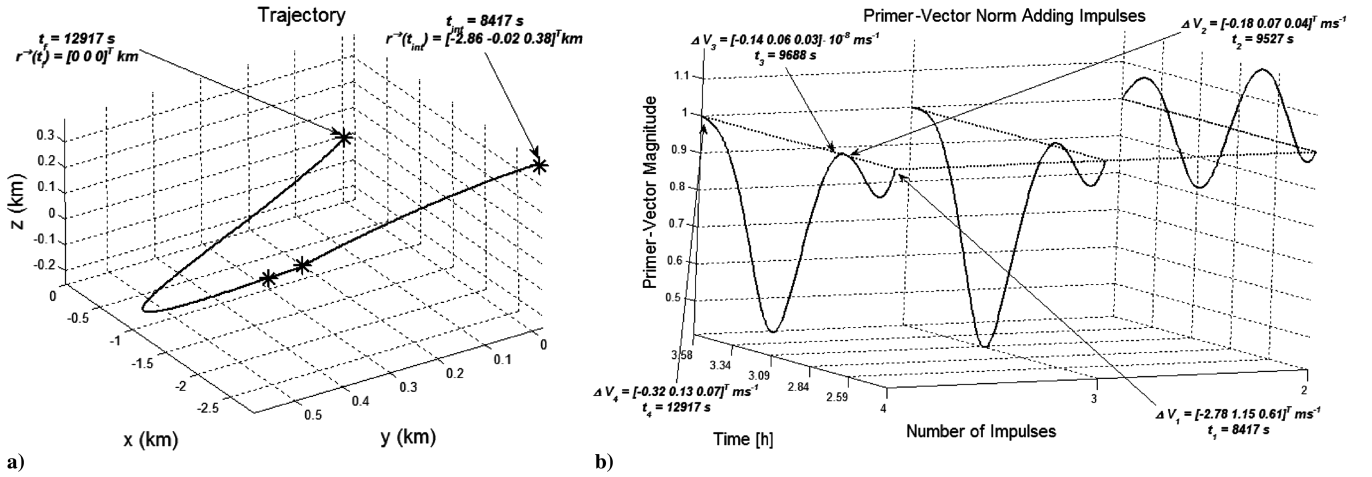 Trajectory
t_int = 8417 s
r→(t_int) = [-2.86 -0.02 0.38]^T km
t_f = 12917 s
r→(t_f) = [0 0 0]^T km
0.3
0.2
0.1
0
-0.1
-0.2
z (km)
0
-0.5
-1
-1.5
-2
-2.5
x (km)
0.5
0.4
0.3
0.2
0.1
0
y (km)
a)
Primer-Vector Norm Adding Impulses
ΔV_3 = [-0.14 0.06 0.03]· 10^-8 ms^-1
t_3 = 9688 s
ΔV_2 = [-0.18 0.07 0.04]^T ms^-1
t_2 = 9527 s
1.1
1
0.9
0.8
0.7
0.6
0.5
Primer-Vector Magnitude
3.58
3.34
3.09
2.84
2.59
Time [h]
4
3
2
Number of Impulses
ΔV_4 = [-0.32 0.13 0.07]^T ms^-1
t_4 = 12917 s
ΔV_1 = [-2.78 1.15 0.61]^T ms^-1
t_1 = 8417 s
b)